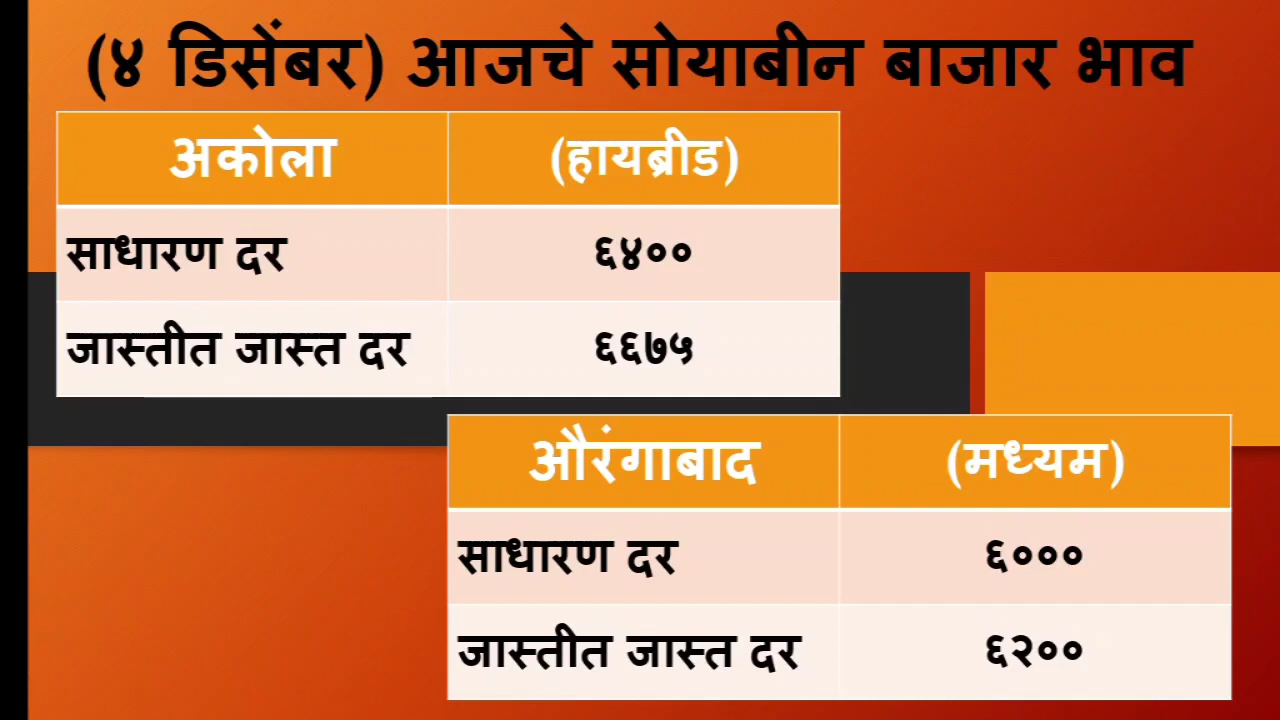 (४ डिसेंबर) आजचे सोयाबीन बाजार भाव
अकोला (हायब्रीड)
साधारण दर ६४००
जास्तीत जास्त दर ६६७५
औरंगाबाद (मध्यम)
साधारण दर ६०००
जास्तीत जास्त दर ६२००